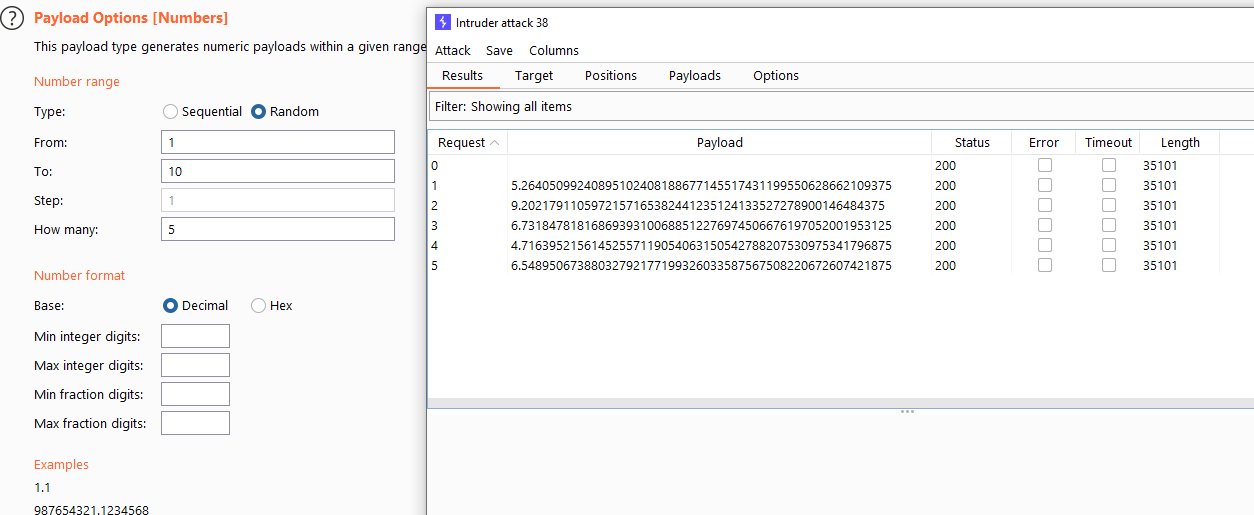 ? Payload Options [Numbers]
This payload type generates numeric payloads within a given range
Number range
Type: Sequential Random
From: 1
To: 10
Step: 1
How many: 5
Number format
Base: Decimal Hex
Min integer digits:
Max integer digits:
Min fraction digits:
Max fraction digits:
Examples
1.1
987654321.1234568
Intruder attack 38
Attack Save Columns
Results Target Positions Payloads Options
Filter: Showing all items
Request Payload Status Error Timeout Length
0 200 35101
1 5.264050992408951024081886771455174311995506286621​09375 200 35101
2 9.2021791105972157165382441235124133527278900146484375 200 35101
3 6.73184781816869393100688512276974506676197052001953125 200 35101
4 4.71639521561452557119054063150542788207530975341796875 200 35101
5 6.54895067388032792177199326033587567508220672607421875 200 35101